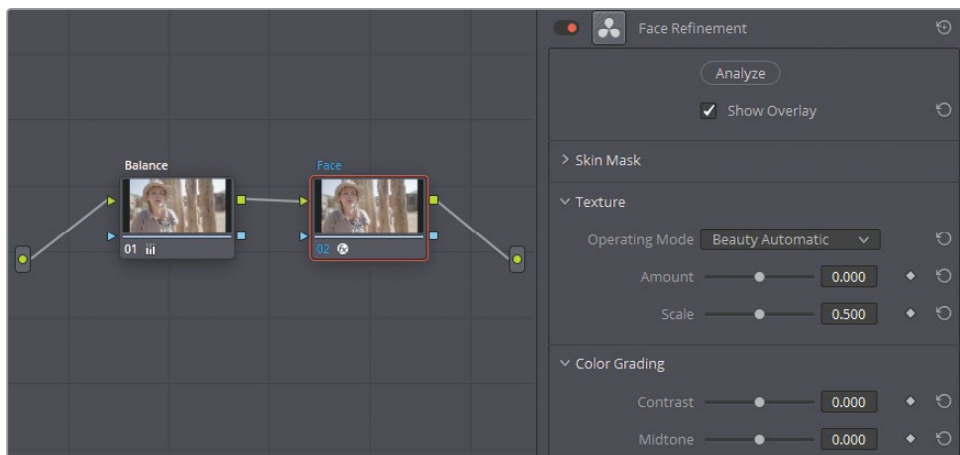 Balance
01
Face
02 fx
Face Refinement
Analyze
Show Overlay
Skin Mask
Texture
Operating Mode Beauty Automatic
Amount 0.000
Scale 0.500
Color Grading
Contrast 0.000
Midtone 0.000